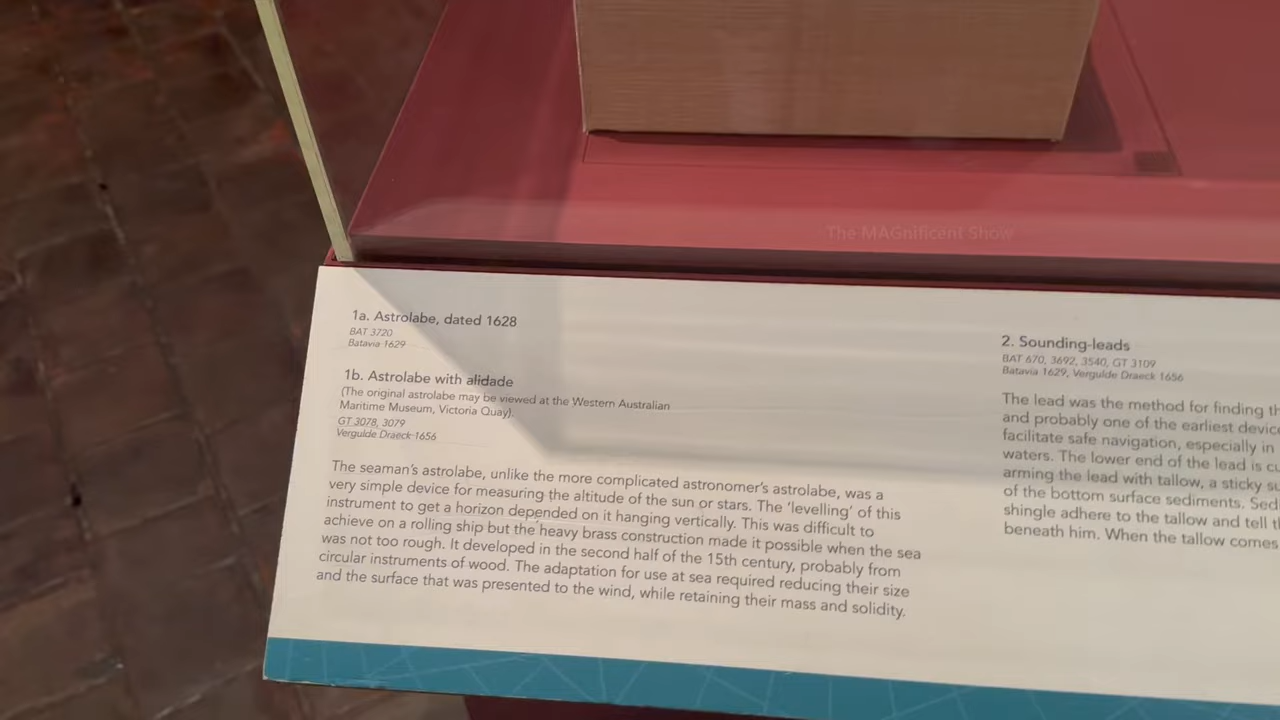 The MAGnificent Show
1a. Astrolabe, dated 1628
BAT 3720
Batavia 1629
1b. Astrolabe with alidade
(The original astrolabe may be viewed at the Western Australian
Maritime Museum, Victoria Quay).
GT 3078, 3079
Vergulde Draeck 1656
The seaman's astrolabe, unlike the more complicated astronomer's astrolabe, was a
very simple device for measuring the altitude of the sun or stars. The 'levelling' of this
instrument to get a horizon depended on it hanging vertically. This was difficult to
achieve on a rolling ship but the heavy brass construction made it possible when the sea
was not too rough. It developed in the second half of the 15th century, probably from
circular instruments of wood. The adaptation for use at sea required reducing their size
and the surface that was presented to the wind, while retaining their mass and solidity.
2. Sounding-leads
BAT 670, 3692, 3540, GT 3109
Batavia 1629, Vergulde Draeck 1656
The lead was the method for finding
and probably one of the earliest
facilitate safe navigation, especially in
waters. The lower end of the lead is
arming the lead with tallow, a sticky
of the bottom surface sediments.
shingle adhere to the tallow and tell
beneath him. When the tallow comes